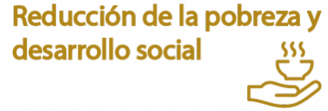 Reducción de la pobreza y
desarrollo social